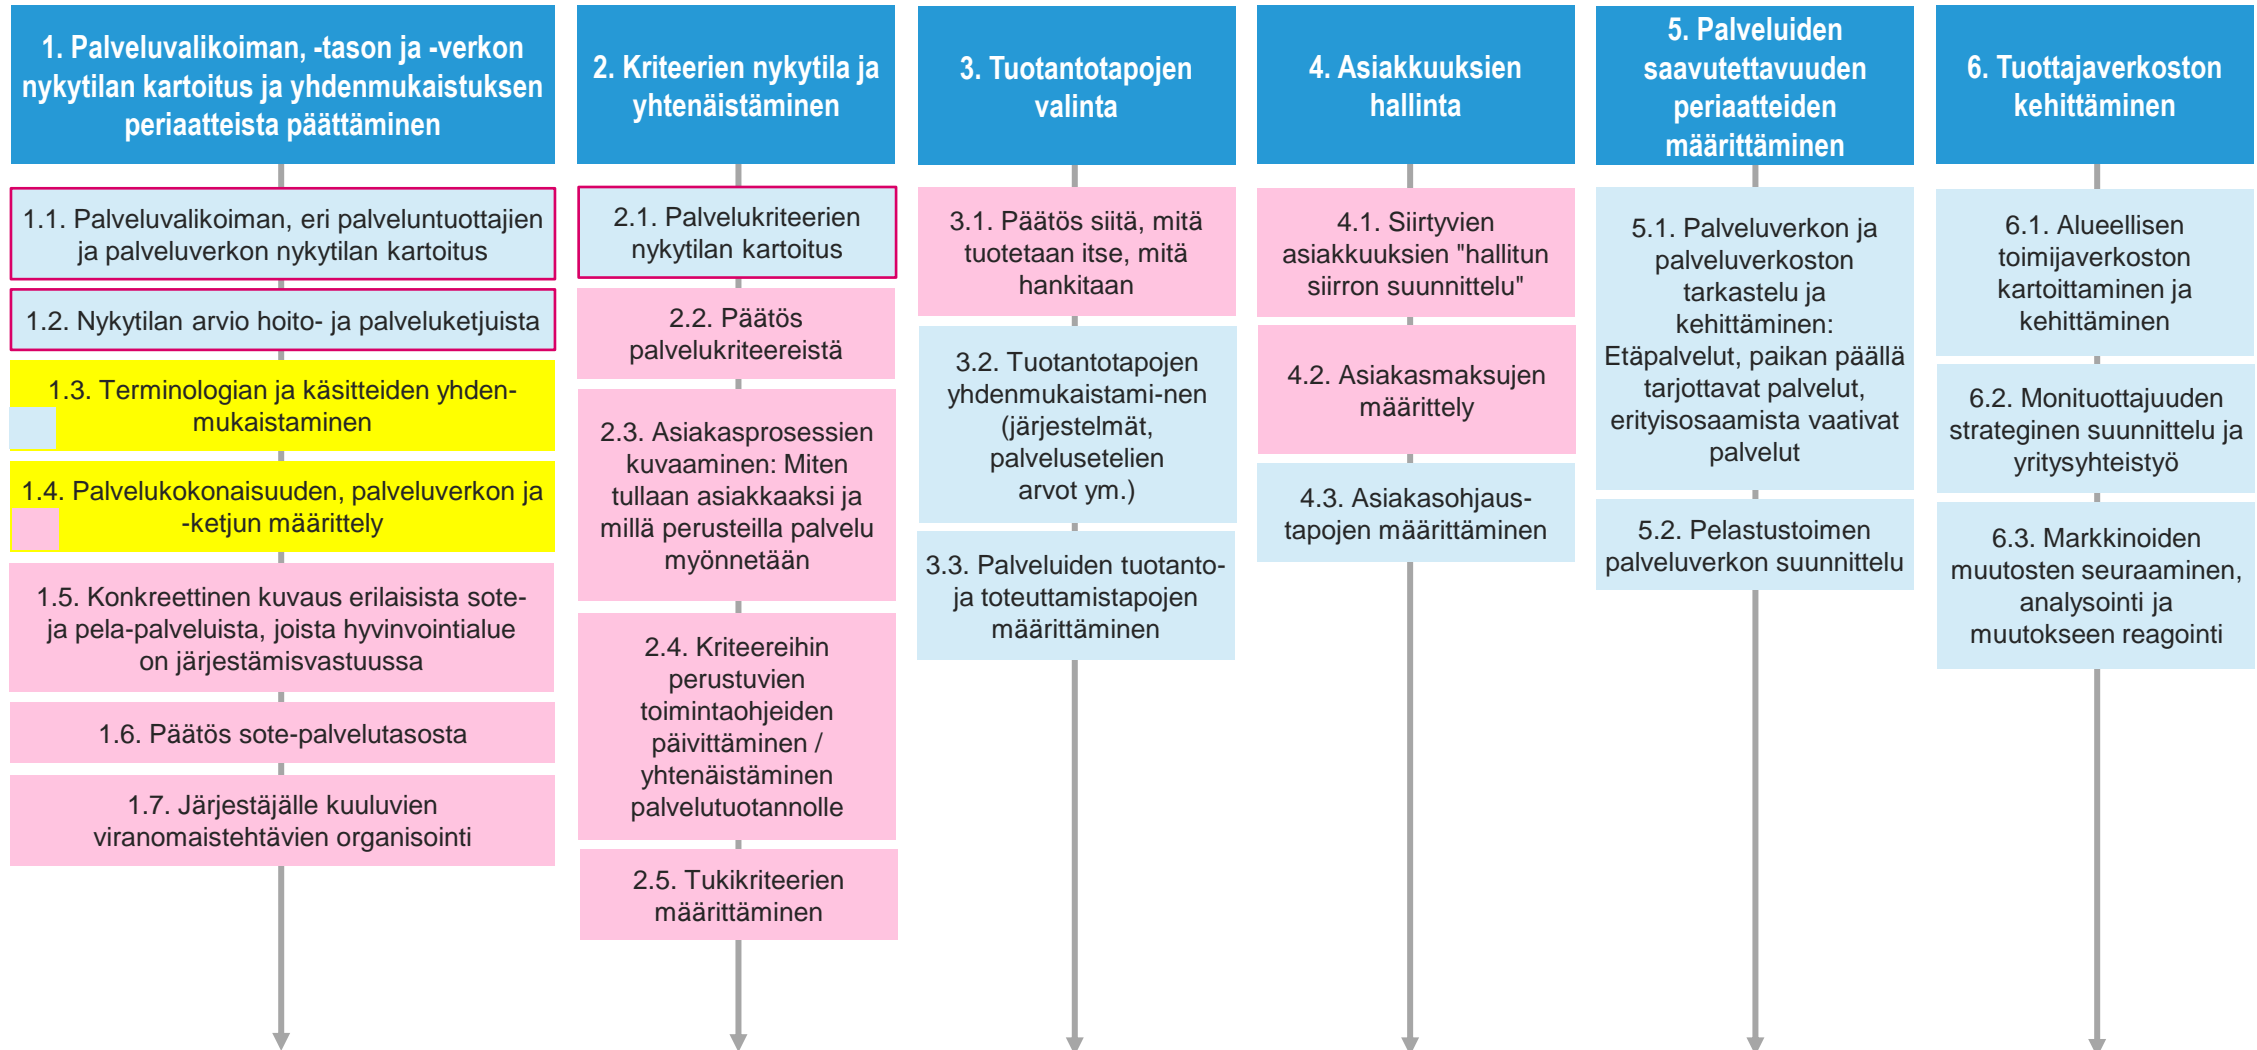 1. Palveluvalikoiman, -tason ja -verkon
nykytilan kartoitus ja yhdenmukaistuksen
periaatteista päättäminen
1.1. Palveluvalikoiman, eri palveluntuottajien
ja palveluverkon nykytilan kartoitus
1.2. Nykytilan arvio hoito- ja palveluketjuista
1.3. Terminologian ja käsitteiden yhden-
mukaistaminen
1.4. Palvelukokonaisuuden, palveluverkon ja
-ketjun määrittely
1.5. Konkreettinen kuvaus erilaisista sote-
ja pela-palveluista, joista hyvinvointialue
on järjestämisvastuussa
1.6. Päätös sote-palvelutasosta
1.7. Järjestäjälle kuuluvien
viranomaistehtävien organisointi
2. Kriteerien nykytila ja
yhtenäistäminen
2.1. Palvelukriteerien
nykytilan kartoitus
2.2. Päätös
palvelukriteereistä
2.3. Asiakasprosessien
kuvaaminen: Miten
tullaan asiakkaaksi ja
millä perusteilla palvelu
myönnetään
2.4. Kriteereihin
perustuvien
toimintaohjeiden
päivittäminen /
yhtenäistäminen
palvelutuotannolle
2.5. Tukikriteerien
määrittäminen
3. Tuotantotapojen
valinta
3.1. Päätös siitä, mitä
tuotetaan itse, mitä
hankitaan
3.2. Tuotantotapojen
yhdenmukaistami-nen
(järjestelmät,
palvelusetelien
arvot ym.)
3.3. Palveluiden tuotanto-
ja toteuttamistapojen
määrittäminen
4. Asiakkuuksien
hallinta
4.1. Siirtyvien
asiakkuuksien "hallitun
siirron suunnittelu"
4.2. Asiakasmaksujen
määrittely
4.3. Asiakasohjaus-
tapojen määrittäminen
5. Palveluiden
saavutettavuuden
periaatteiden
määrittäminen
5.1. Palveluverkon ja
palveluverkoston
tarkastelu ja
kehittäminen:
Etäpalvelut, paikan päällä
tarjottavat palvelut,
erityisosaamista vaativat
palvelut
5.2. Pelastustoimen
palveluverkon suunnittelu
6. Tuottajaverkoston
kehittäminen
6.1. Alueellisen
toimijaverkoston
kartoittaminen ja
kehittäminen
6.2. Monituottajuuden
strateginen suunnittelu ja
yritysyhteistyö
6.3. Markkinoiden
muutosten seuraaminen,
analysointi ja
muutokseen reagointi